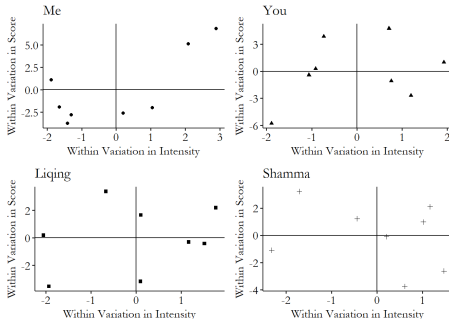 Me
Within Variation in Score
5.0
2.5
0.0
-2.5
-2 -1 0 1 2 3
Within Variation in Intensity
You
Within Variation in Score
3
0
-3
-6
-2 -1 0 1 2
Within Variation in Intensity
Liqing
Within Variation in Score
2
0
-2
-2 -1 0 1
Within Variation in Intensity
Shamma
Within Variation in Score
2
0
-2
-4
-2 -1 0 1
Within Variation in Intensity